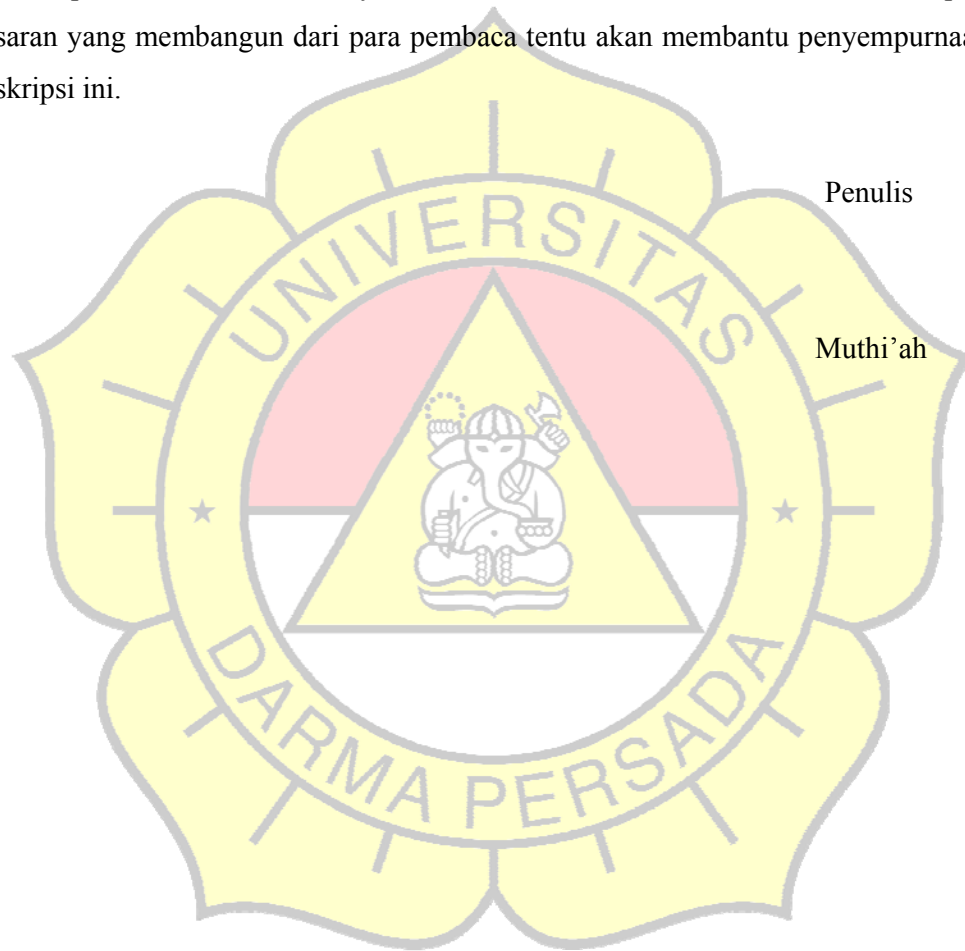 saran yang membangun dari para pembaca tentu akan membantu penyempurnaa
skripsi ini.
Penulis
Muthi’ah
UNIVERSITAS
DARMA PERSADA